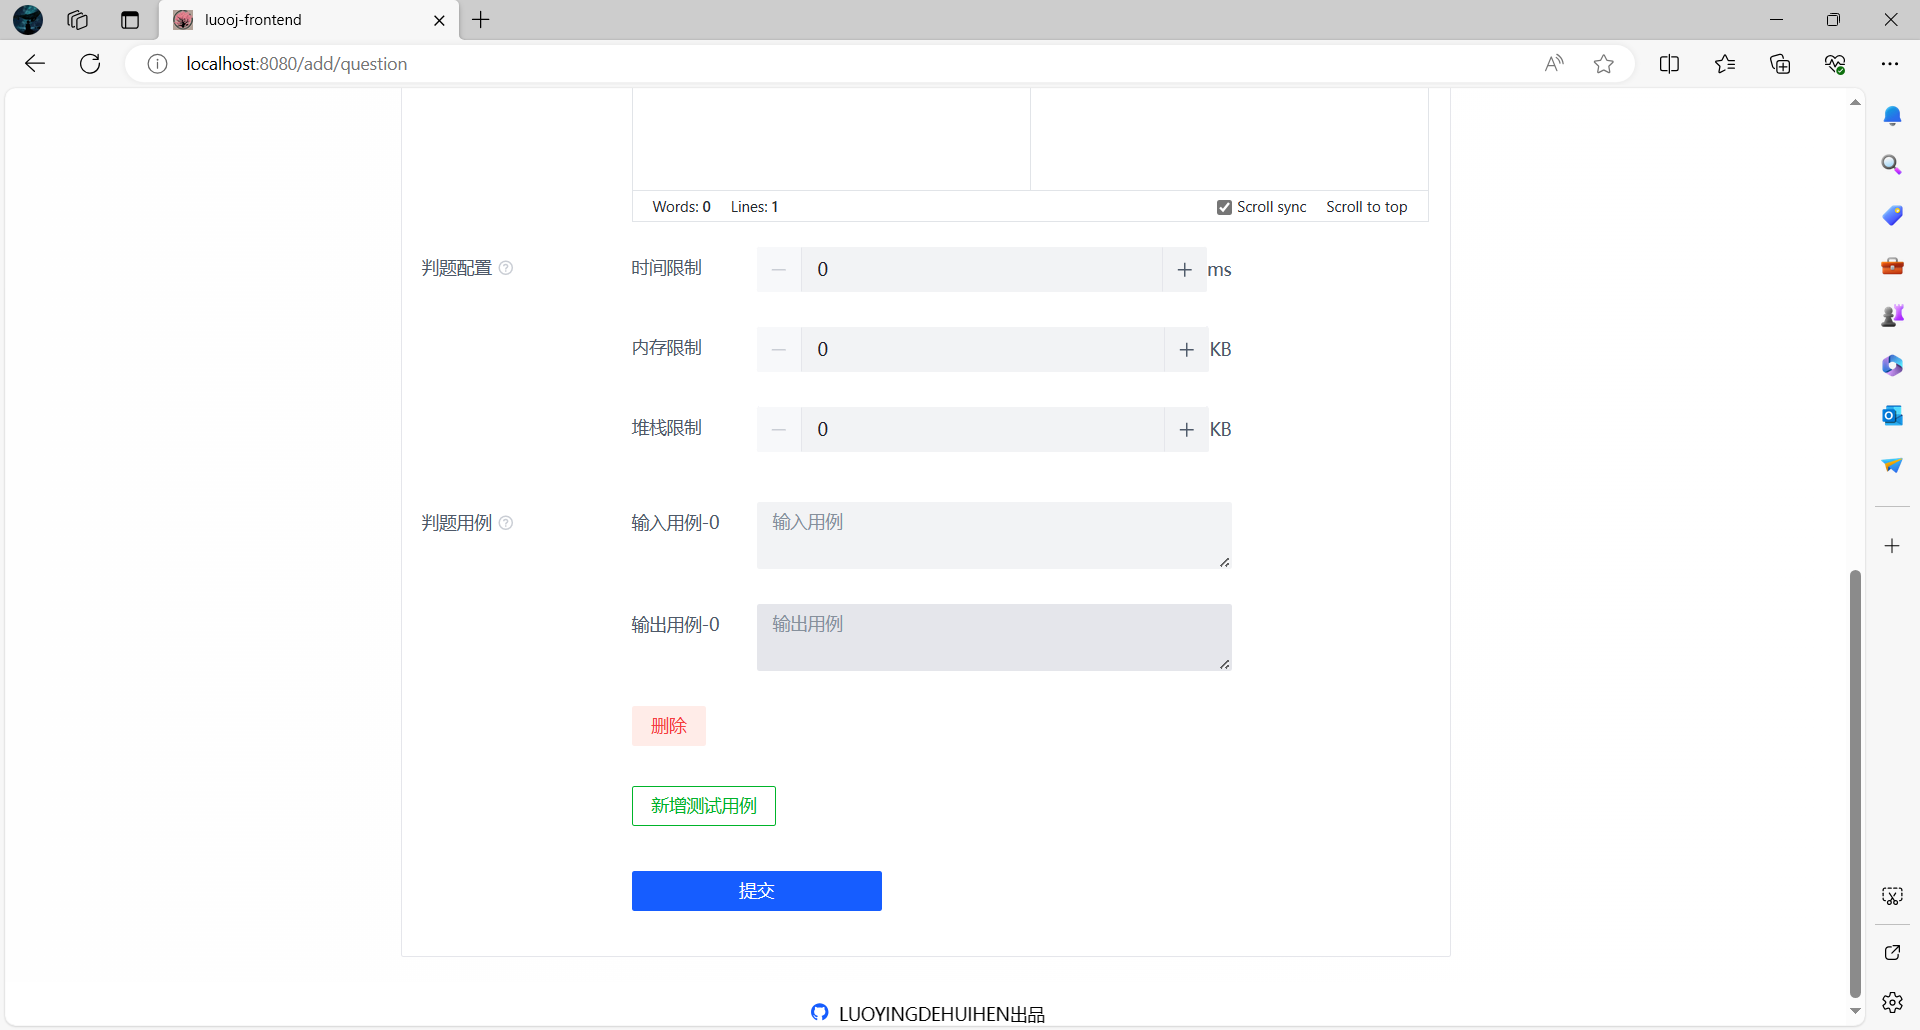 luooj-frontend
localhost:8080/add/question
Words: 0 Lines: 1 Scroll sync Scroll to top
判题配置 时间限制 0 ms
内存限制 0 KB
堆栈限制 0 KB
判题用例 输入用例-0 输入用例
输出用例-0 输出用例
删除
新增测试用例
提交
LUOYINGDEHUIHEN出品